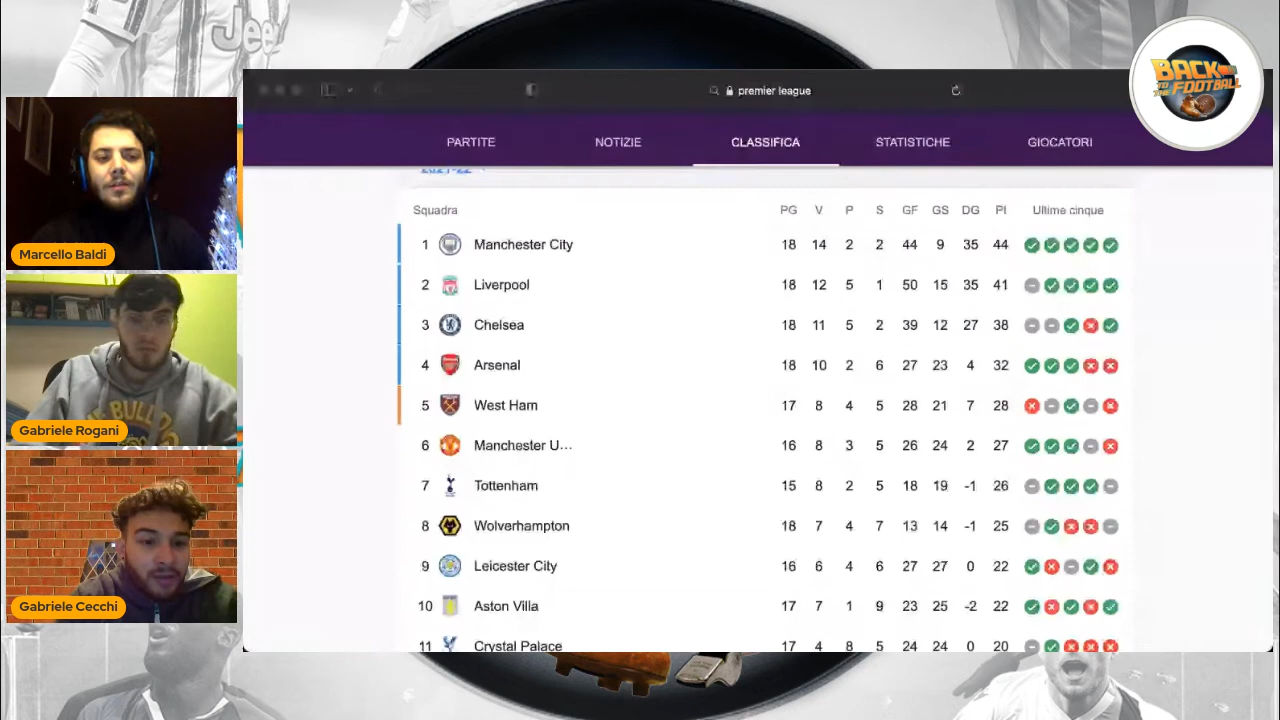 Jeep
BACK
TO THE FOOTBALL
premier league
PARTITE NOTIZIE CLASSIFICA STATISTICHE GIOCATORI
2021-22
Squadra PG V P S GF GS DG Pt Ultime cinque
1 Manchester City 18 14 2 2 44 9 35 44
2 Liverpool 18 12 5 1 50 15 35 41
3 Chelsea 18 11 5 2 39 12 27 38
4 Arsenal 18 10 2 6 27 23 4 32
5 West Ham 17 8 4 5 28 21 7 28
6 Manchester U... 16 8 3 5 26 24 2 27
7 Tottenham 15 8 2 5 18 19 -1 26
8 Wolverhampton 18 7 4 7 13 14 -1 25
9 Leicester City 16 6 4 6 27 27 0 22
10 Aston Villa 17 7 1 9 23 25 -2 22
11 Crystal Palace 17 4 8 5 24 24 0 20
Marcello Baldi
Gabriele Rogani
Gabriele Cecchi